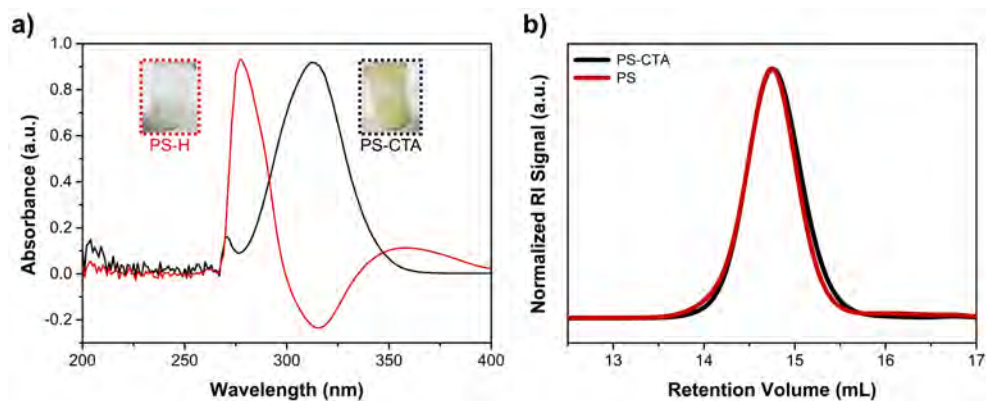 a)
1.0
0.8
0.6
0.4
0.2
0.0
-0.2
Absorbance (a.u.)
PS-H
PS-CTA
200
250
300
350
400
Wavelength (nm)
b)
Normalized RI Signal (a.u.)
PS-CTA
PS
13
14
15
16
17
Retention Volume (mL)